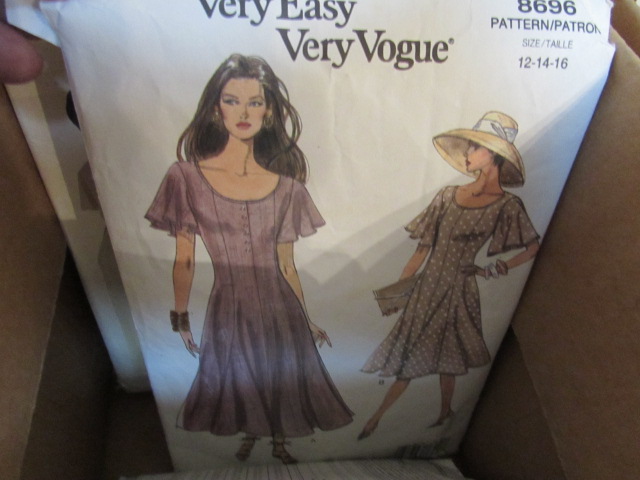 Very Easy
Very Vogue®
8696
PATTERN/PATRON
SIZE/TAILLE
12-14-16
A
B